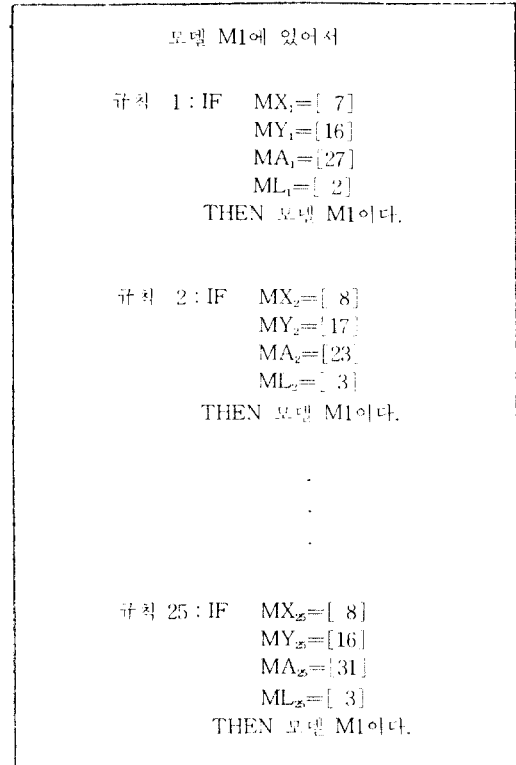 모델 M1에 있어서
규칙 1 : IF MX₁=[ 7]
MY₁=[16]
MA₁=[27]
ML₁=[ 2]
THEN 모델 M1이다.
규칙 2 : IF MX₂=[ 8]
MY₂=[17]
MA₂=[23]
ML₂=[ 3]
THEN 모델 M1이다.
.
.
.
규칙 25 : IF MX₂₅=[ 8]
MY₂₅=[16]
MA₂₅=[31]
ML₂₅=[ 3]
THEN 모델 M1이다.